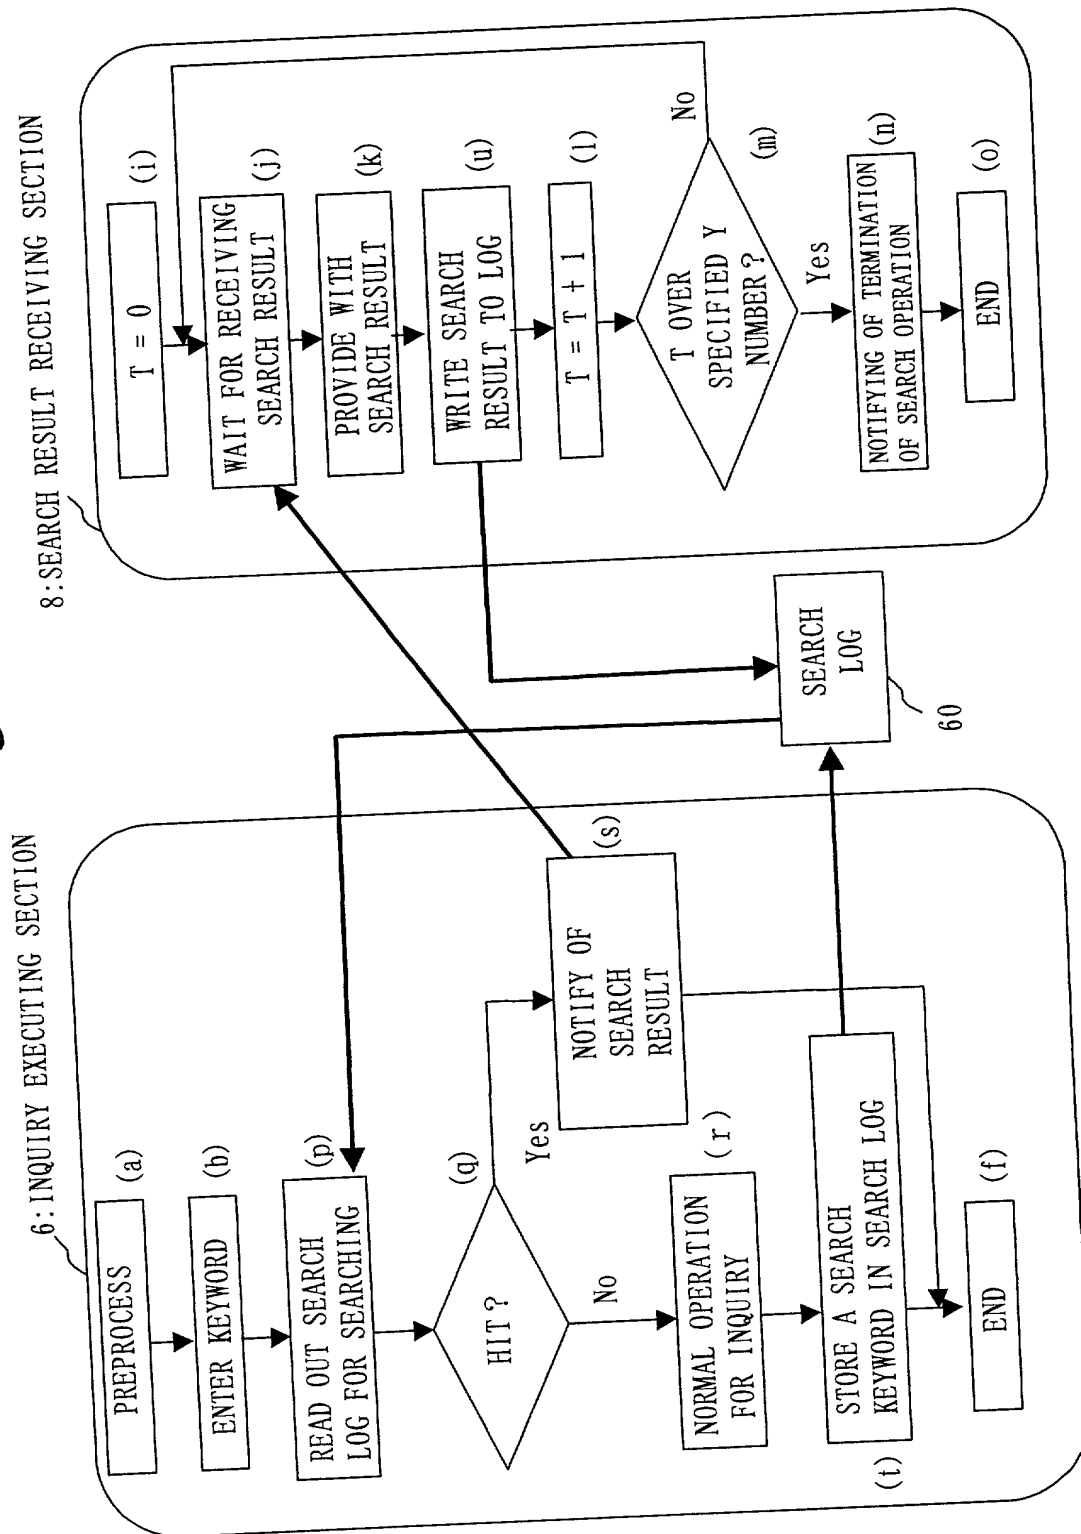 6:INQUIRY EXECUTING SECTION
PREPROCESS
(a)
ENTER KEYWORD
(b)
READ OUT SEARCH
LOG FOR SEARCHING
(p)
HIT?
(q)
Yes
No
NOTIFY OF
SEARCH
RESULT
(s)
NORMAL OPERATION
FOR INQUIRY
(r)
STORE A SEARCH
KEYWORD IN SEARCH LOG
(t)
END
(f)
SEARCH
LOG
60
8:SEARCH RESULT RECEIVING SECTION
T = 0
(i)
WAIT FOR RECEIVING
SEARCH RESULT
(j)
PROVIDE WITH
SEARCH RESULT
(k)
WRITE SEARCH
RESULT TO LOG
(u)
T = T + 1
(l)
T OVER
SPECIFIED Y
NUMBER?
(m)
No
Yes
NOTIFYING OF TERMINATION
OF SEARCH OPERATION
(n)
END
(o)